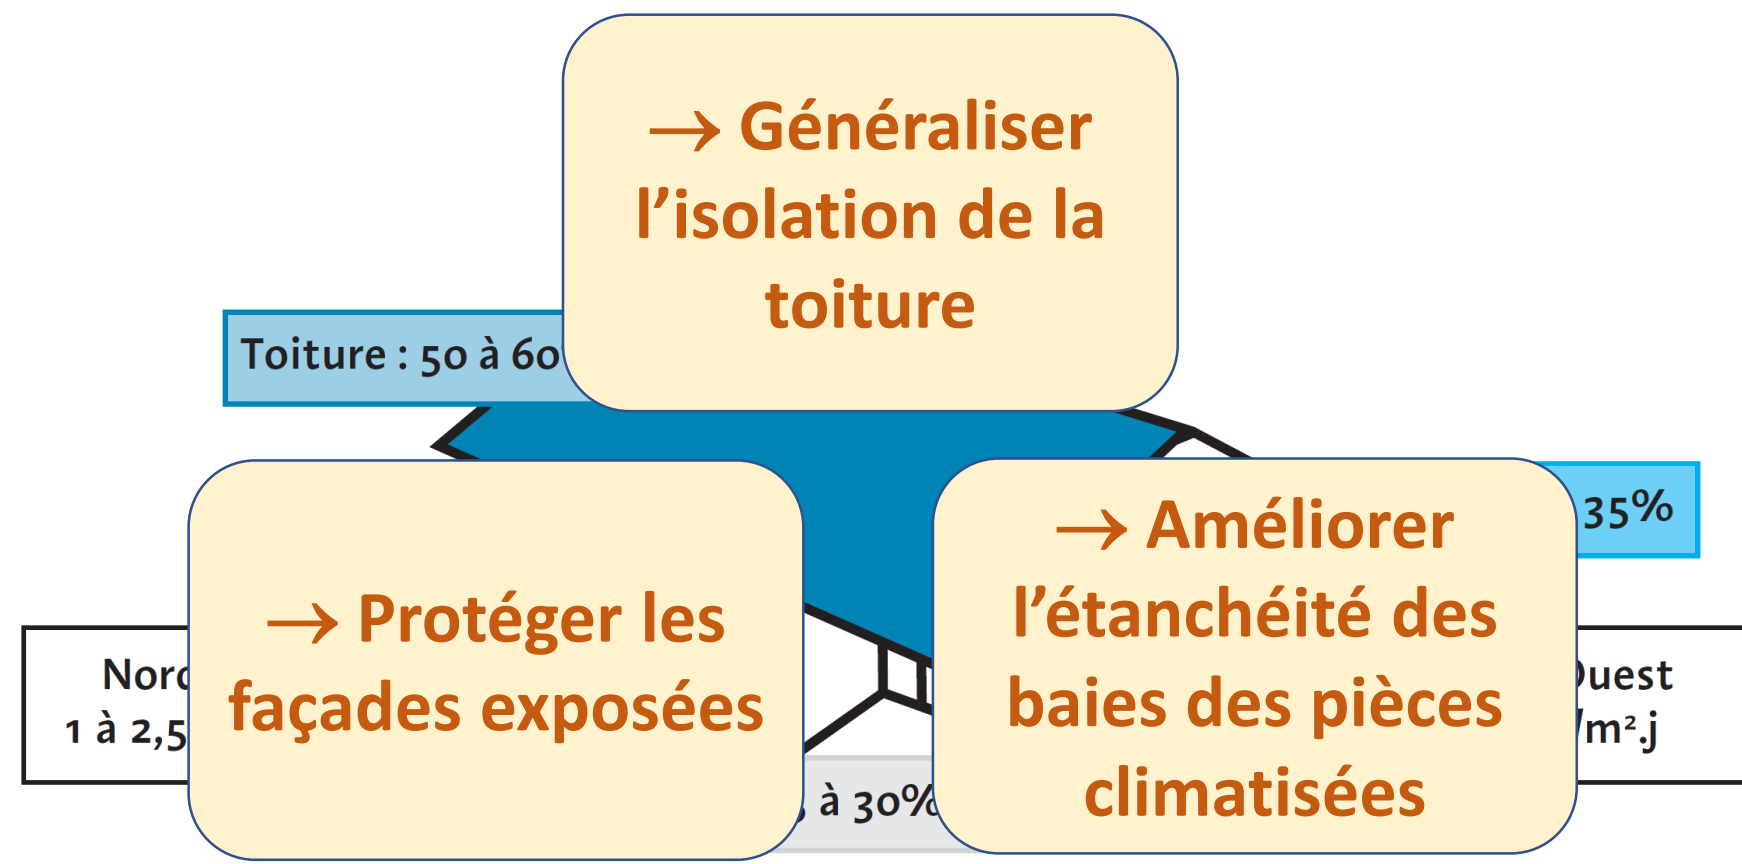 → Généraliser
l’isolation de la
toiture
Toiture : 50 à 60
35%
→ Protéger les
façades exposées
→ Améliorer
l’étanchéité des
baies des pièces
climatisées
1 à 2,5
/m².j
à 30%